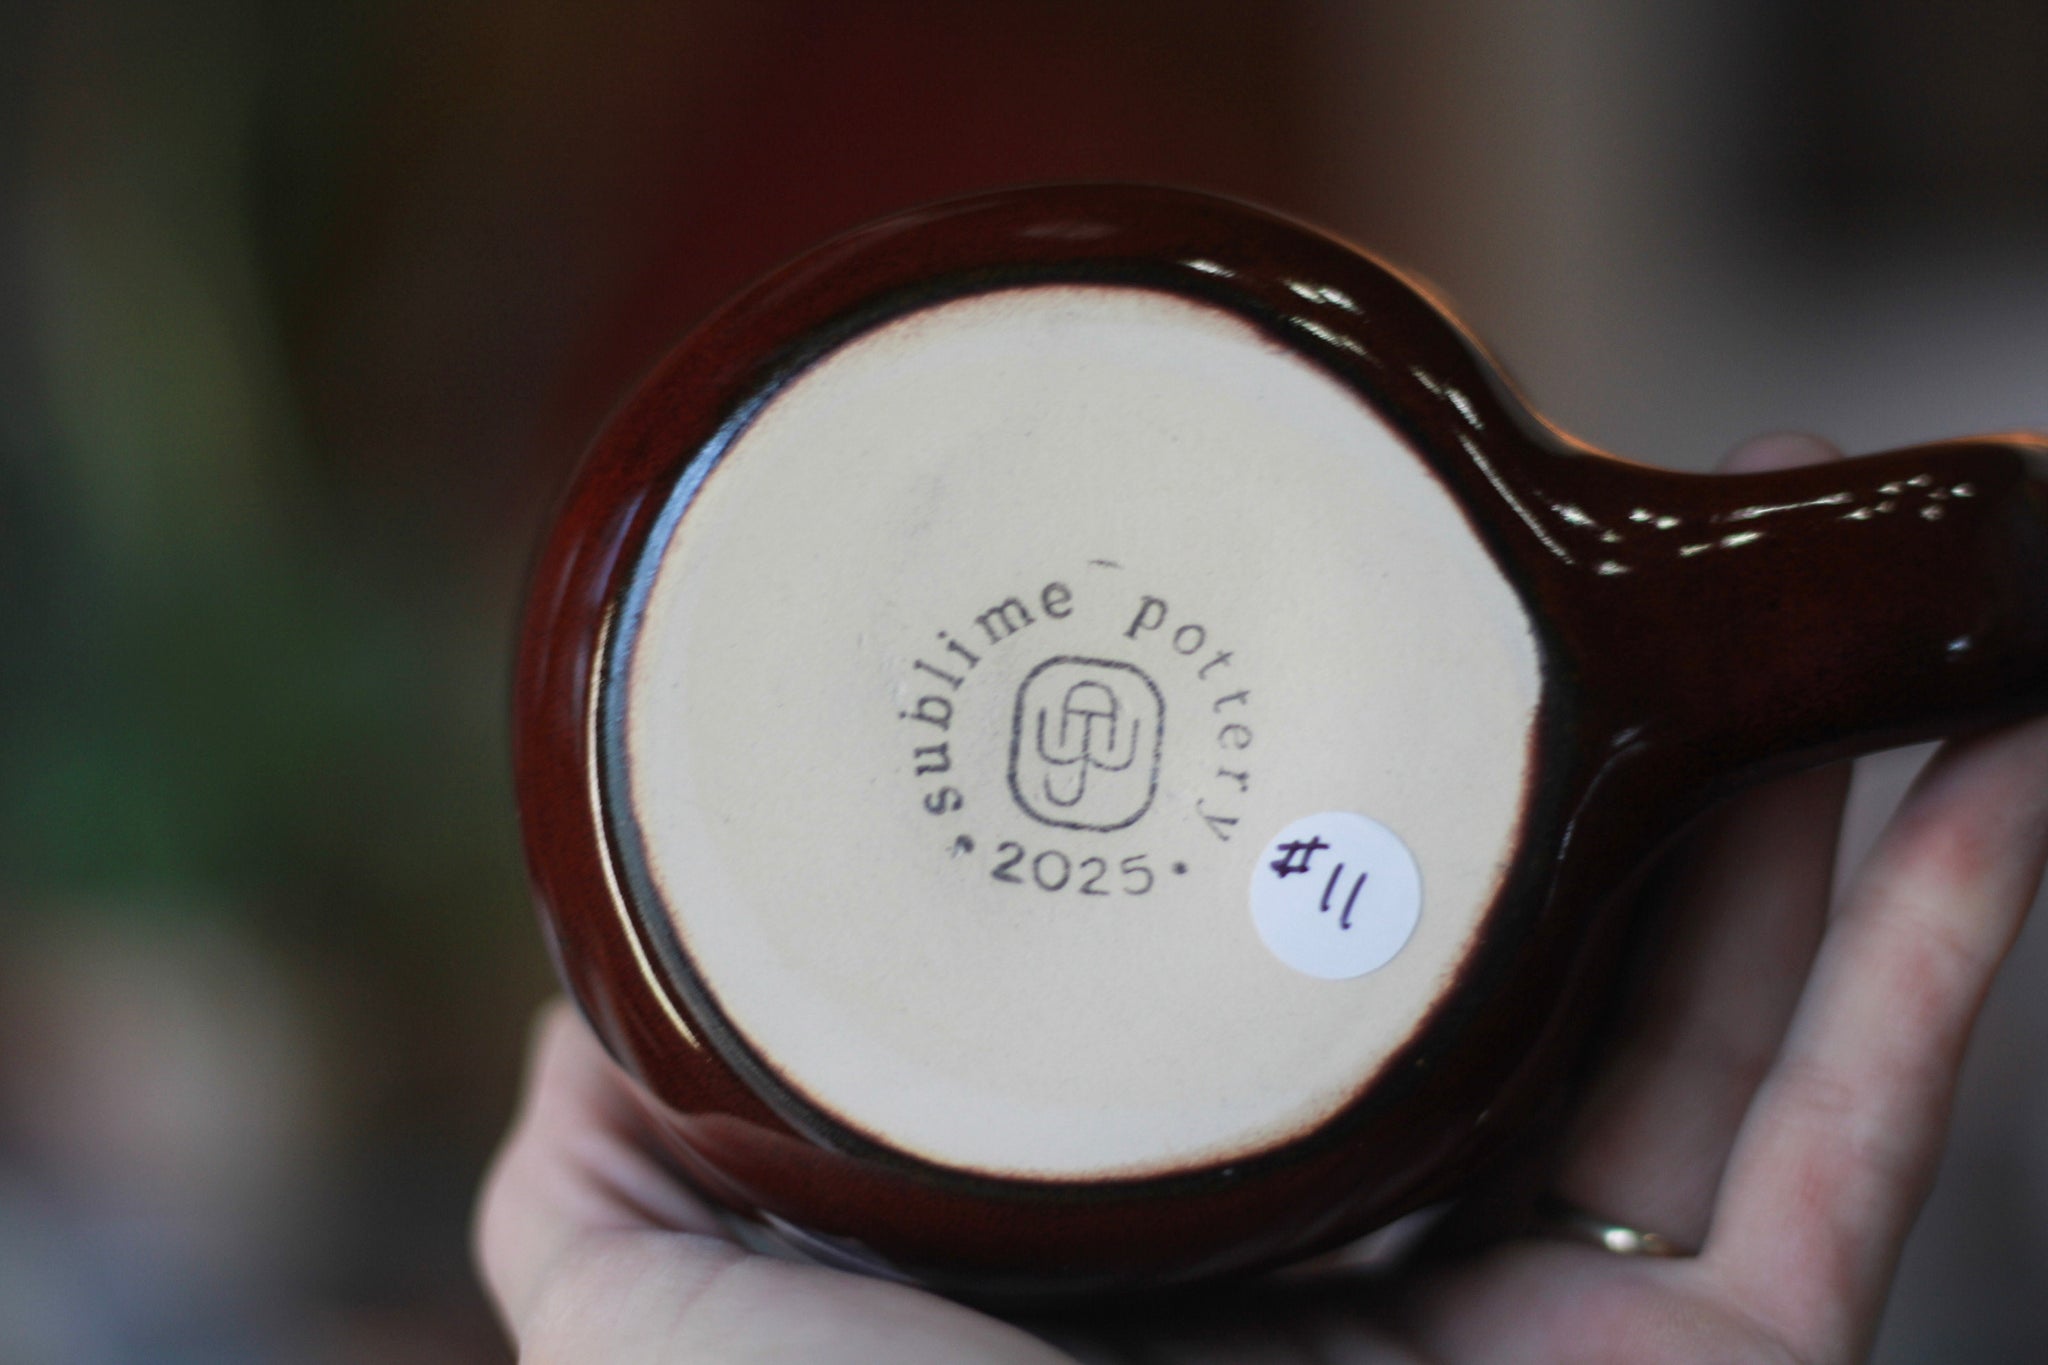 sublime pottery
• 2025 •
#11